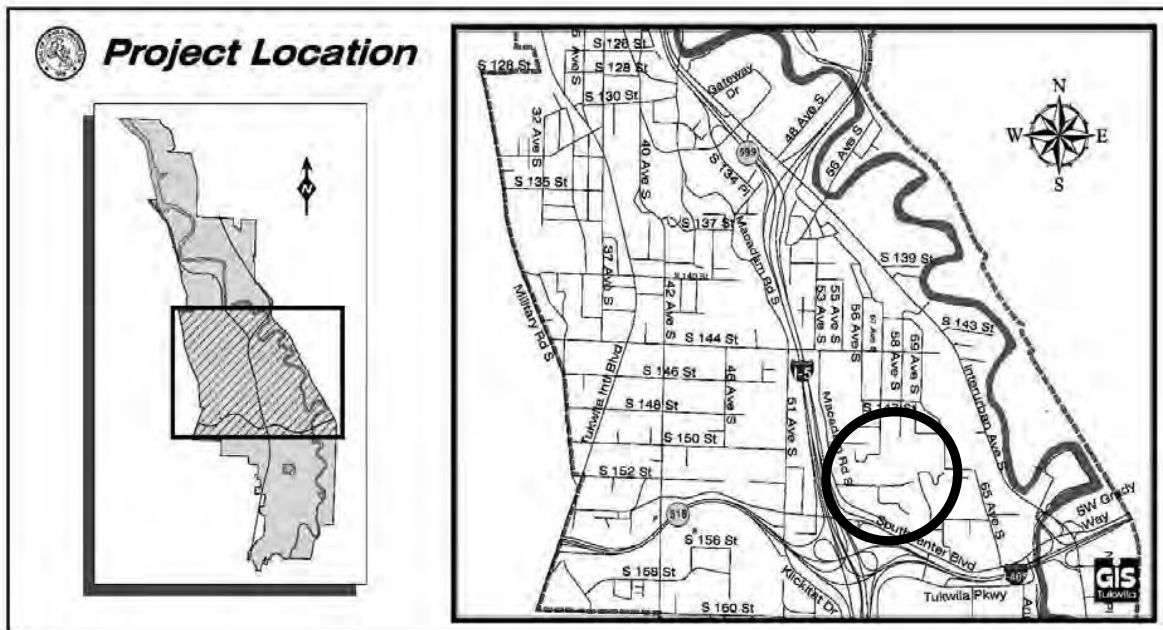 Project Location
N
N
W E
S
S 126 St
S 128 St
S 128 St
S 130 St
32 Ave S
40 Ave S
Gateway
Dr
48 Ave S
56 Ave S
599
S 134 Pl
S 135 St
S 137 St
Macadam Rd S
S 139 St
37 Ave S
S 140 St
42 Ave S
Military Rd S
53 Ave S
55 Ave S
56 Ave S
58 Ave S
59 Ave S
S 143 St
S 144 St
S 146 St
46 Ave S
Interurban Ave S
S 148 St
Tukwila Intl Blvd
51 Ave S
Macadam Rd S
S 150 St
S 152 St
518
65 Ave S
SW Grady
Way
Southcenter Blvd
S 156 St
Klickitat Dr
S 158 St
405
Tukwila Pkwy
S 160 St
GIS
Tukwila